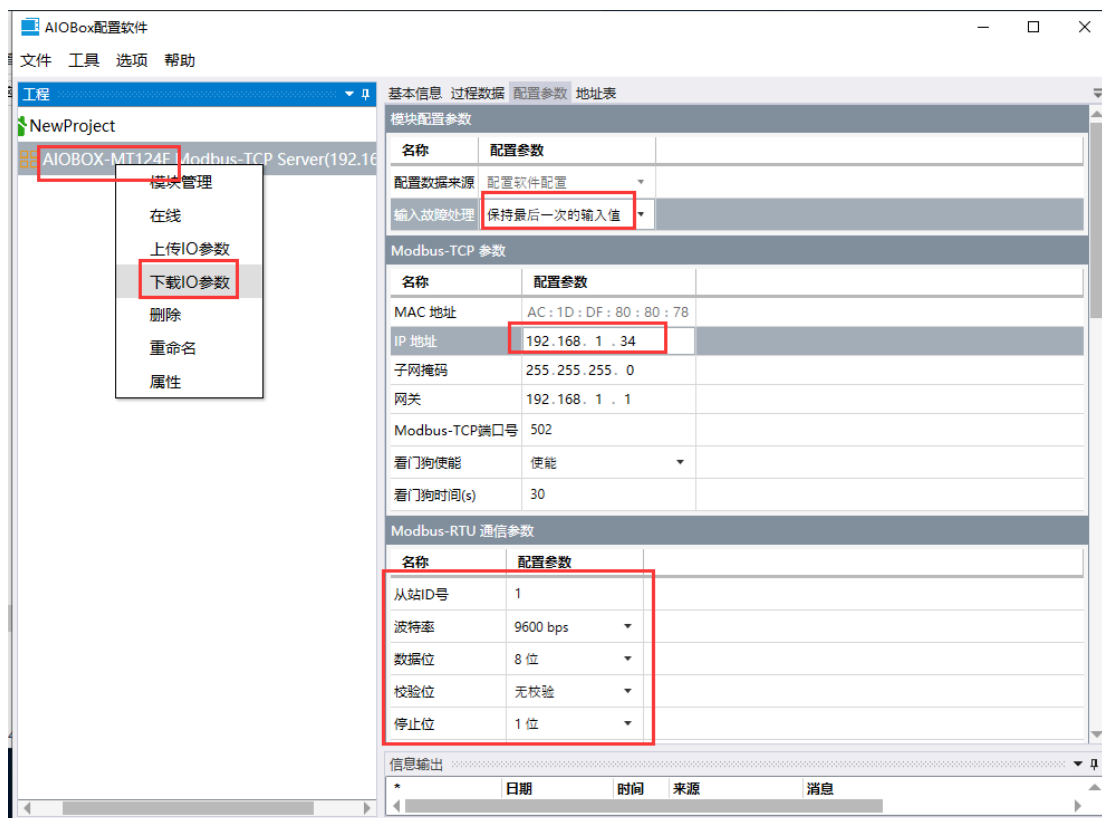 AIOBox配置软件
文件 工具 选项 帮助
工程
NewProject
AIOBOX-MT124E Modbus-TCP Server(192.16
模块管理
在线
上传IO参数
下载IO参数
删除
重命名
属性
基本信息 过程数据 配置参数 地址表
模块配置参数
名称 配置参数
配置数据来源 配置软件配置
输入故障处理 保持最后一次的输入值
Modbus-TCP 参数
名称 配置参数
MAC 地址 AC : 1D : DF : 80 : 80 : 78
IP 地址 192.168. 1 .34
子网掩码 255.255.255. 0
网关 192.168. 1 . 1
Modbus-TCP端口号 502
看门狗使能 使能
看门狗时间(s) 30
Modbus-RTU 通信参数
名称 配置参数
从站ID号 1
波特率 9600 bps
数据位 8 位
校验位 无校验
停止位 1 位
信息输出
* 日期 时间 来源 消息